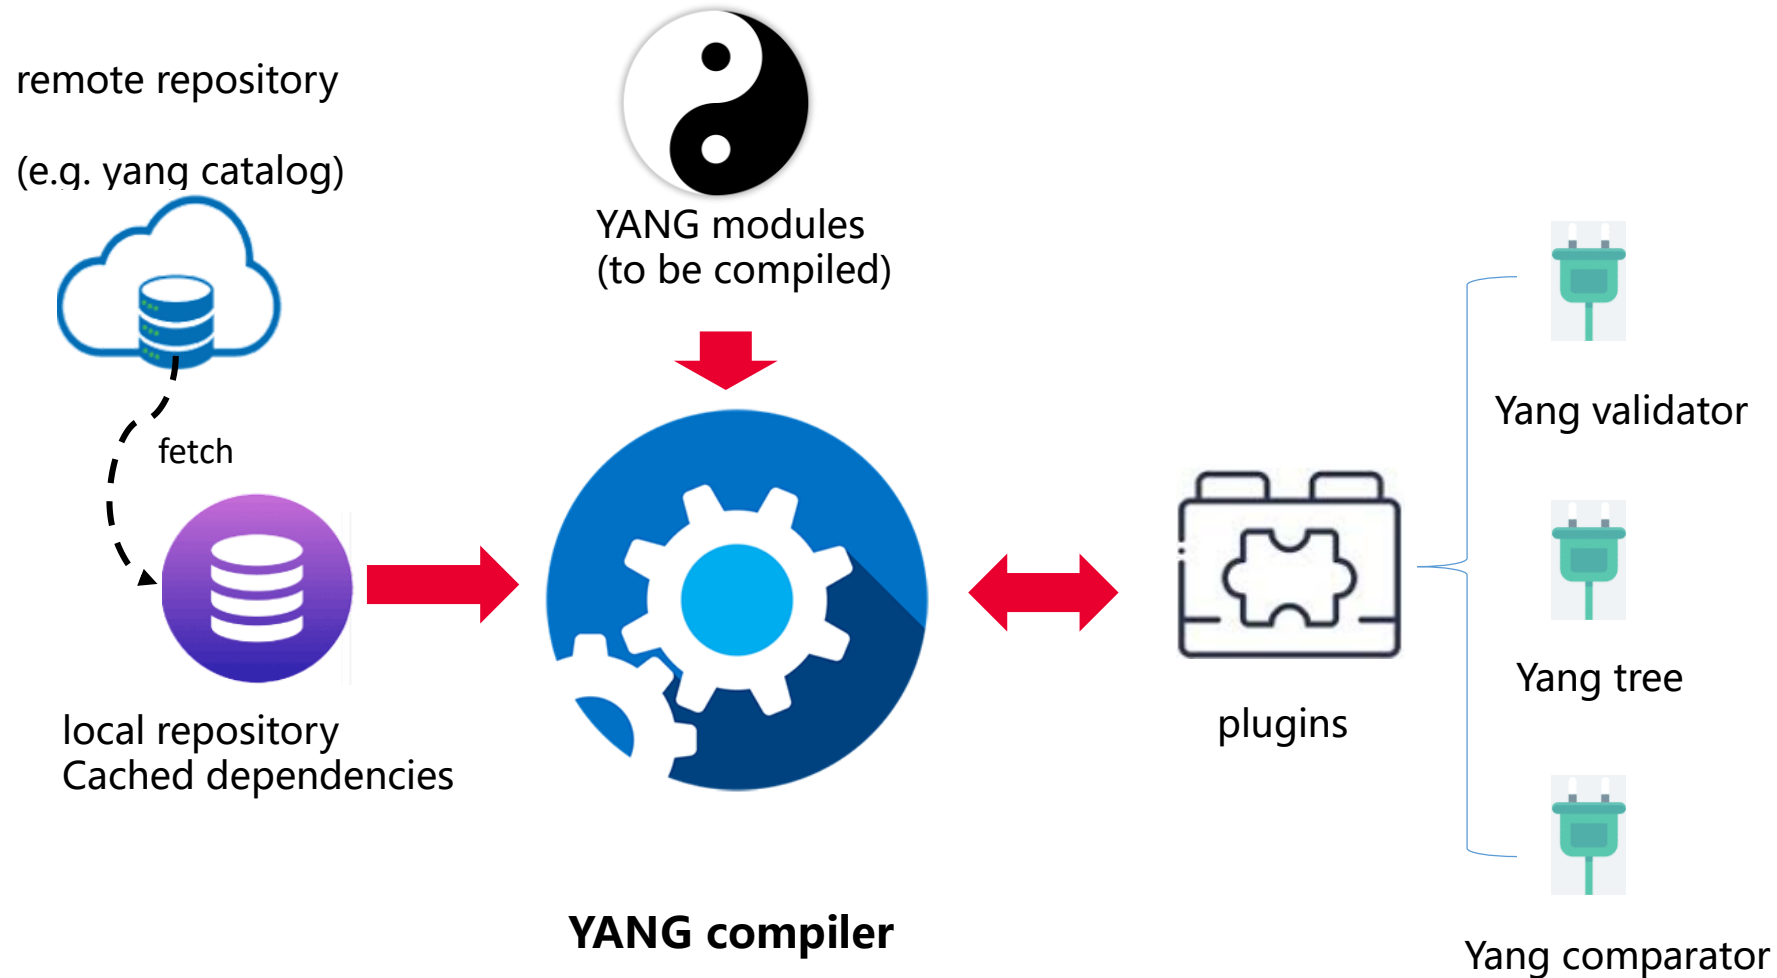 remote repository
(e.g. yang catalog)
YANG modules
(to be compiled)
fetch
local repository
Cached dependencies
YANG compiler
plugins
Yang validator
Yang tree
Yang comparator